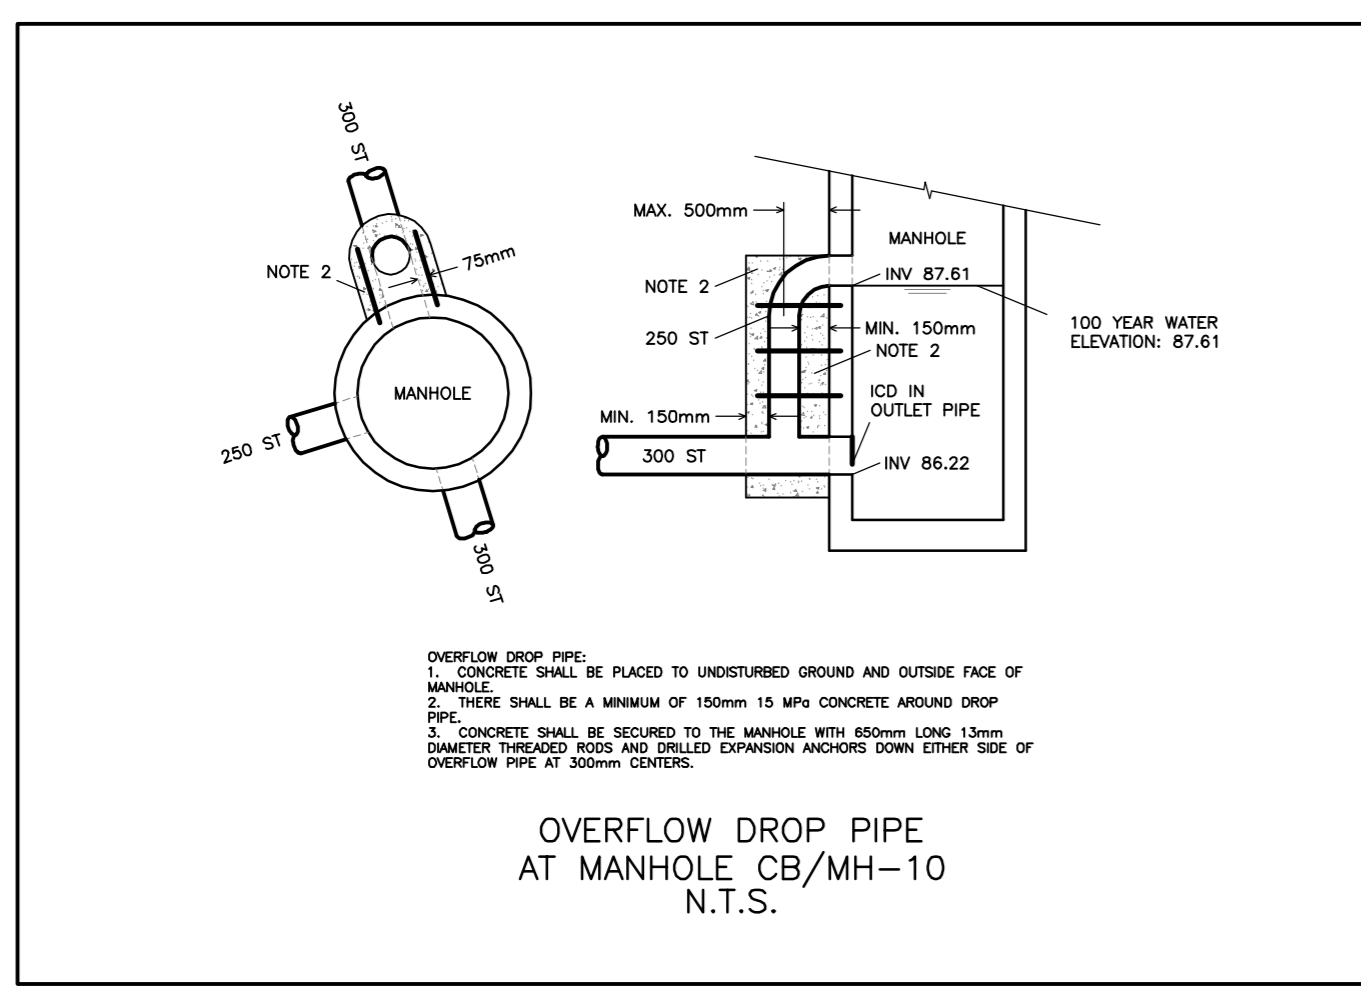 300 ST
NOTE 2
75mm
MANHOLE
250 ST
300 ST
MAX. 500mm
MANHOLE
NOTE 2
INV 87.61
250 ST
MIN. 150mm
NOTE 2
100 YEAR WATER
ELEVATION: 87.61
ICD IN
OUTLET PIPE
MIN. 150mm
300 ST
INV 86.22
OVERFLOW DROP PIPE:
1. CONCRETE SHALL BE PLACED TO UNDISTURBED GROUND AND OUTSIDE FACE OF
MANHOLE.
2. THERE SHALL BE A MINIMUM OF 150mm 15 MPa CONCRETE AROUND DROP
PIPE.
3. CONCRETE SHALL BE SECURED TO THE MANHOLE WITH 650mm LONG 13mm
DIAMETER THREADED RODS AND DRILLED EXPANSION ANCHORS DOWN EITHER SIDE OF
OVERFLOW PIPE AT 300mm CENTERS.
OVERFLOW DROP PIPE
AT MANHOLE CB/MH-10
N.T.S.